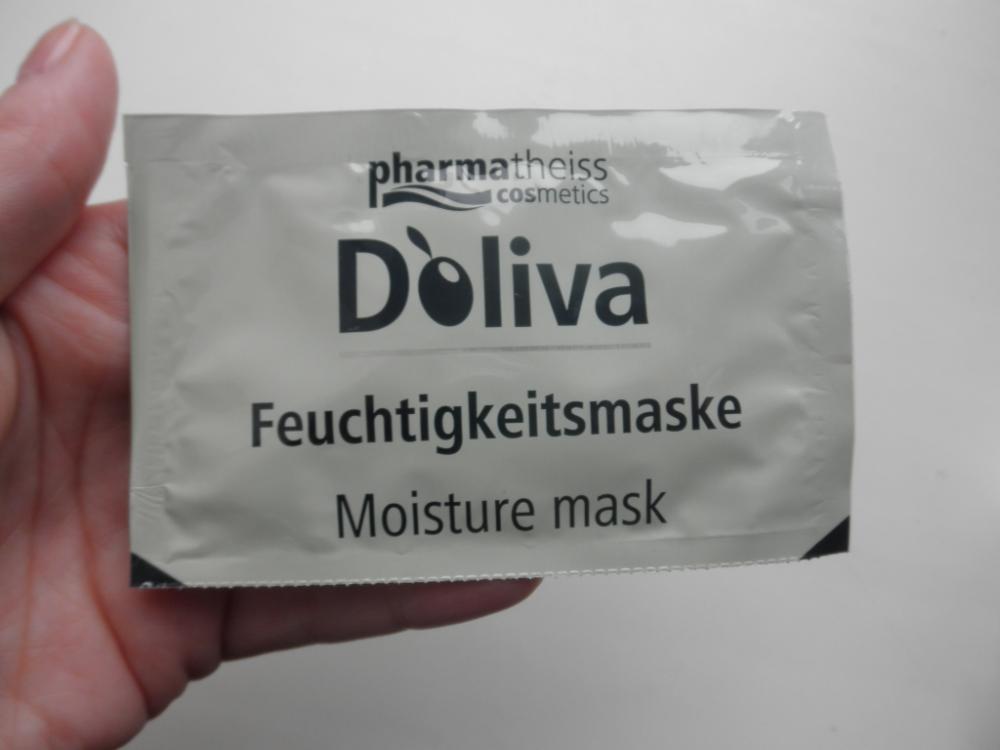 pharmatheiss
cosmetics
D'oliva
Feuchtigkeitsmaske
Moisture mask